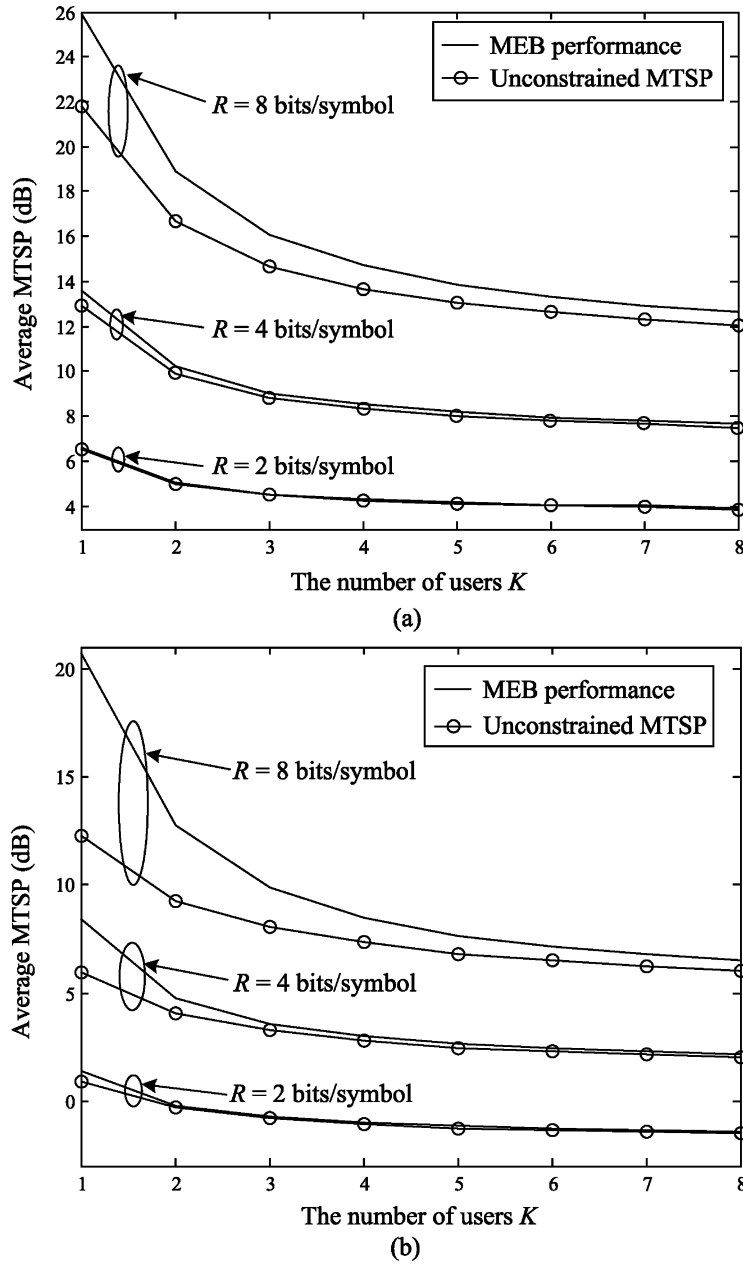 26
24
22
20
18
16
14
12
10
8
6
4
Average MTSP (dB)
MEB performance
Unconstrained MTSP
R = 8 bits/symbol
R = 4 bits/symbol
R = 2 bits/symbol
1 2 3 4 5 6 7 8
The number of users K
(a)
20
15
10
5
0
Average MTSP (dB)
MEB performance
Unconstrained MTSP
R = 8 bits/symbol
R = 4 bits/symbol
R = 2 bits/symbol
1 2 3 4 5 6 7 8
The number of users K
(b)